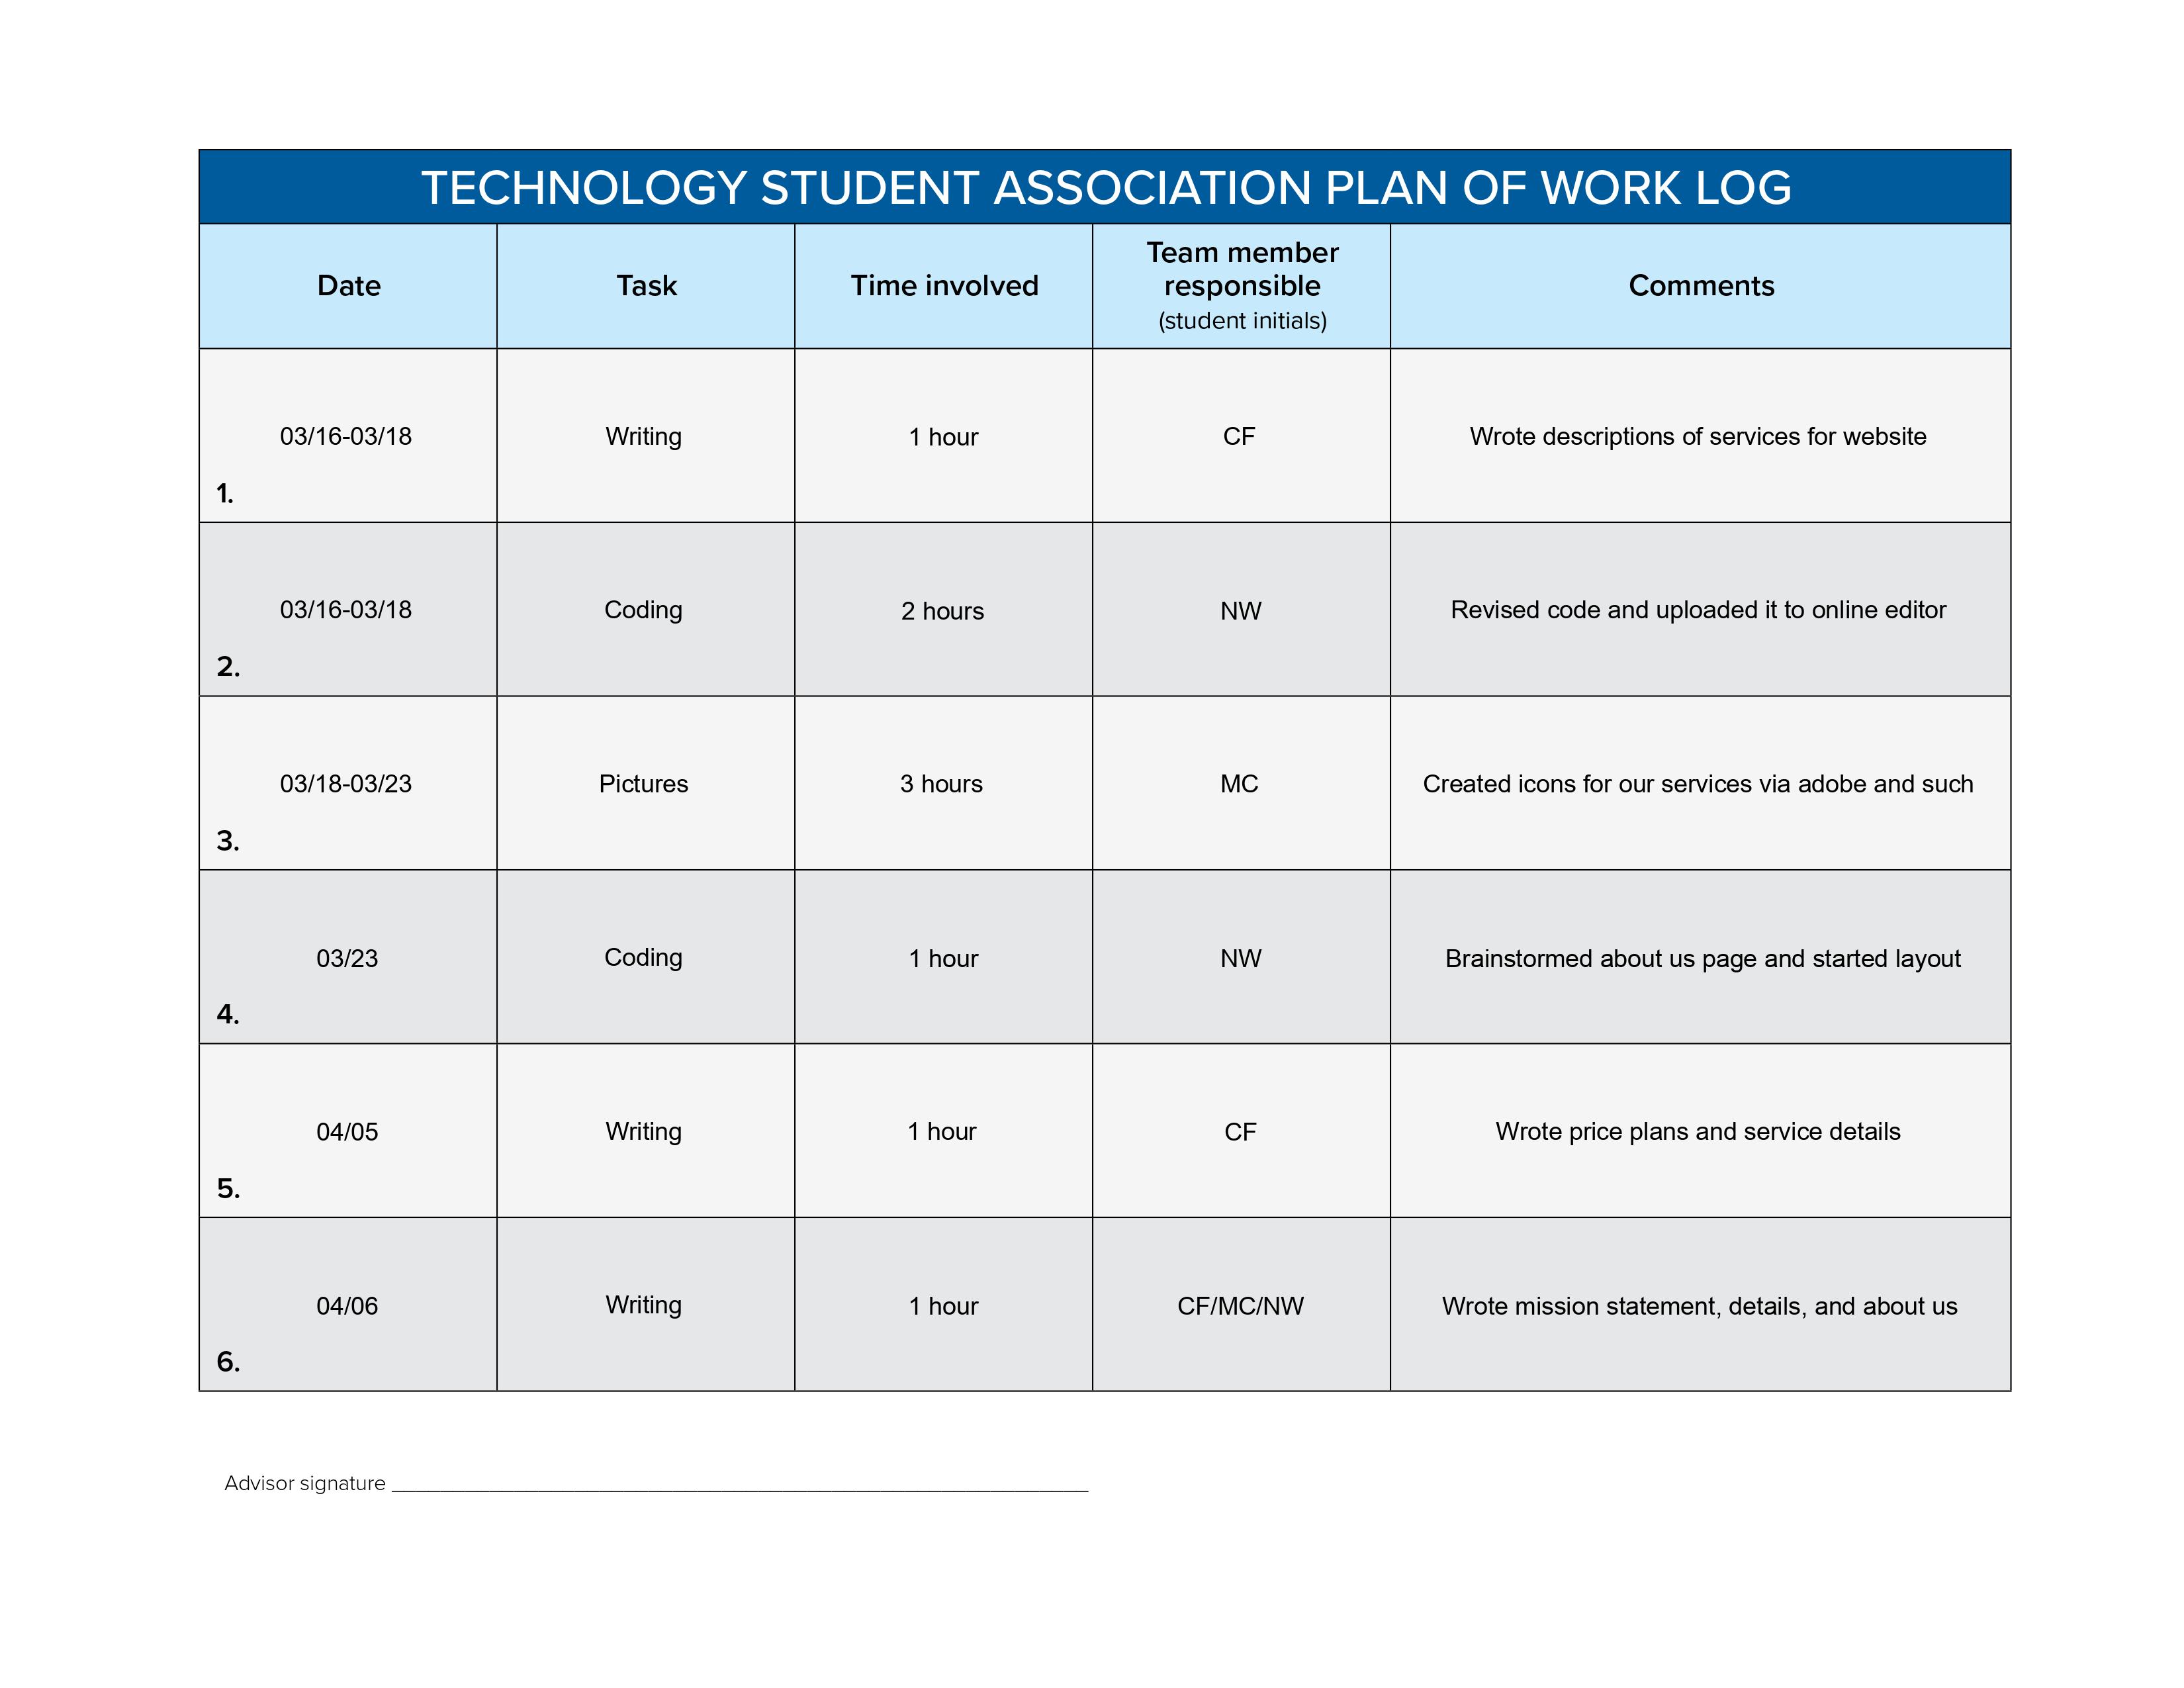 TECHNOLOGY STUDENT ASSOCIATION PLAN OF WORK LOG
Date Task Time involved Team member responsible (student initials) Comments
1. 03/16-03/18 Writing 1 hour CF Wrote descriptions of services for website
2. 03/16-03/18 Coding 2 hours NW Revised code and uploaded it to online editor
3. 03/18-03/23 Pictures 3 hours MC Created icons for our services via adobe and such
4. 03/23 Coding 1 hour NW Brainstormed about us page and started layout
5. 04/05 Writing 1 hour CF Wrote price plans and service details
6. 04/06 Writing 1 hour CF/MC/NW Wrote mission statement, details, and about us
Advisor signature